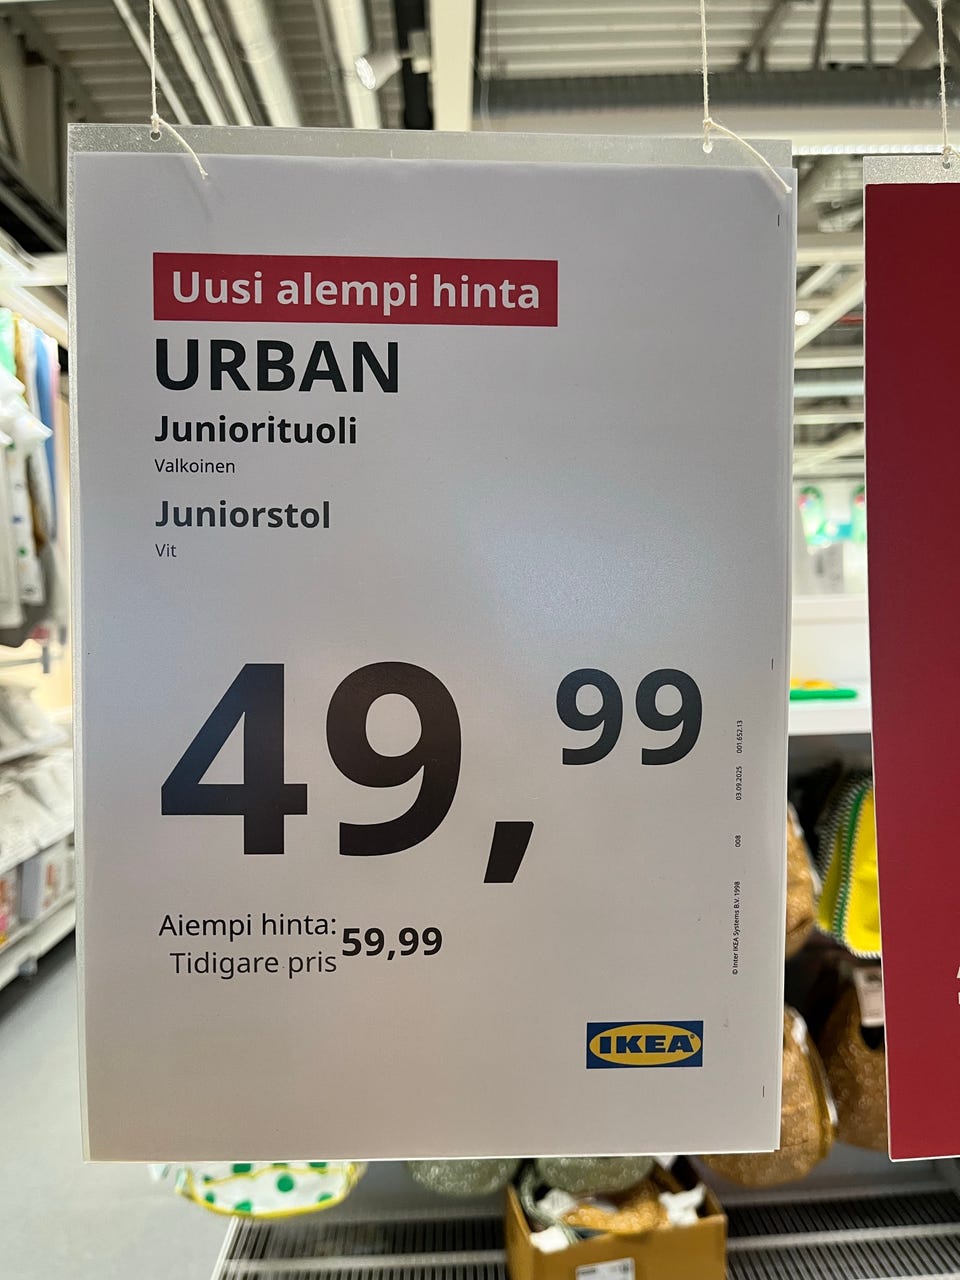 Uusi alempi hinta
URBAN
Juniorituoli
Valkoinen
Juniorstol
Vit
49,99
Aiempi hinta: 59,99
Tidigare pris
IKEA
© Inter IKEA Systems B.V. 1998 008 03.09.2025 001.652.13